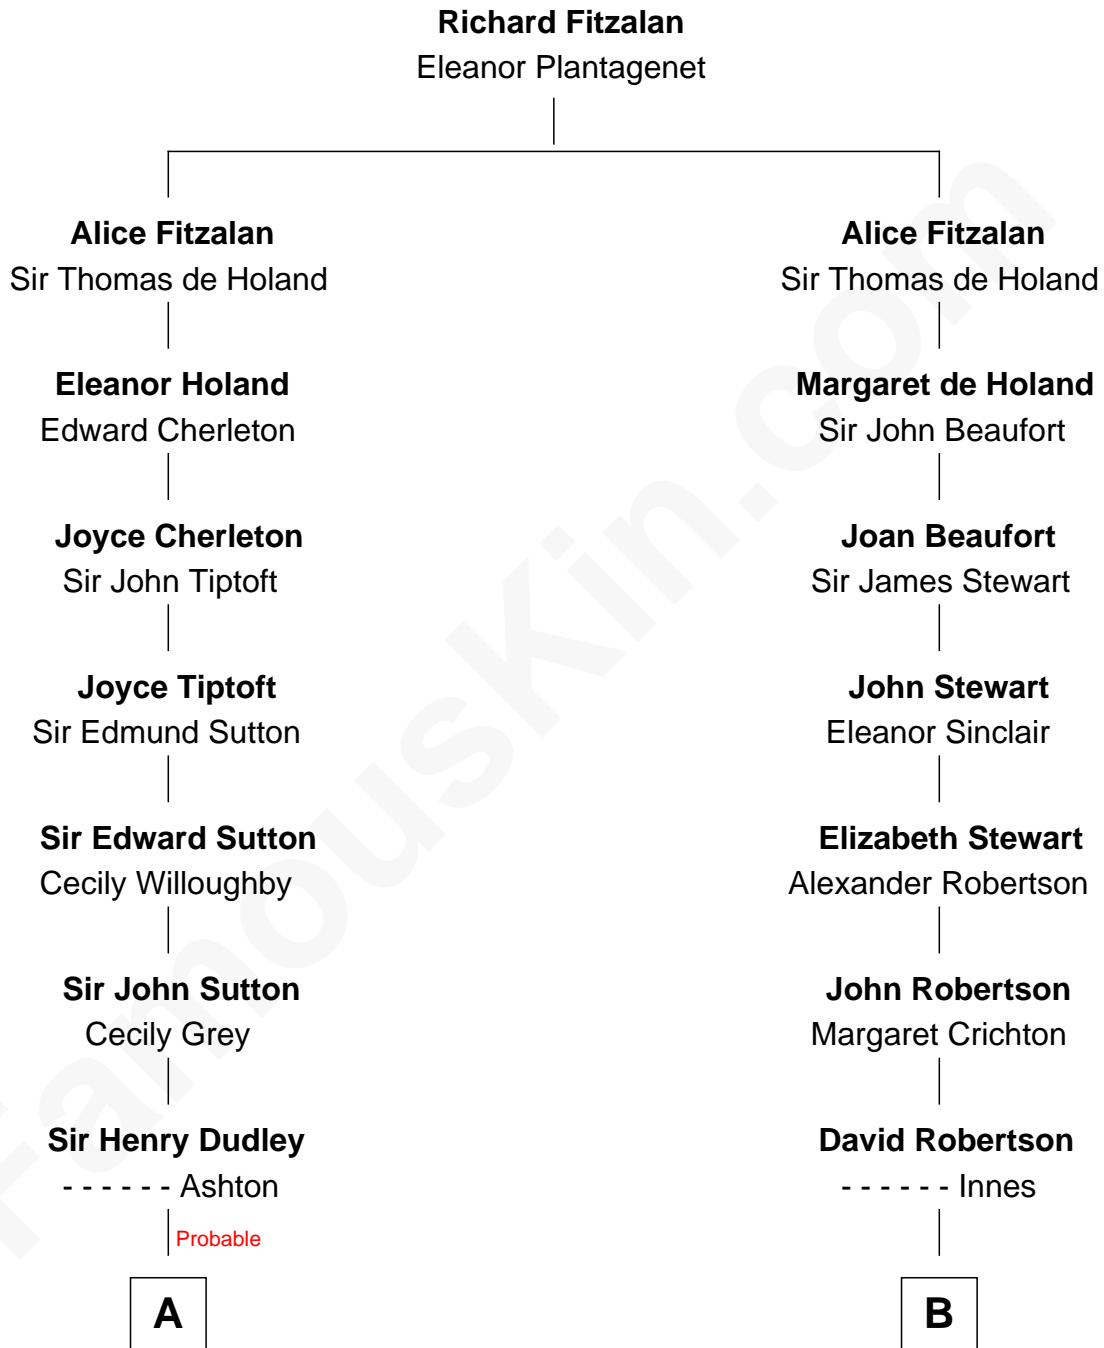 Richard Fitzalan
Eleanor Plantagenet
Alice Fitzalan
Sir Thomas de Holand
Eleanor Holand
Edward Cherleton
Joyce Cherleton
Sir John Tiptoft
Joyce Tiptoft
Sir Edmund Sutton
Sir Edward Sutton
Cecily Willoughby
Sir John Sutton
Cecily Grey
Sir Henry Dudley
- - - - - - Ashton
Probable
A
Alice Fitzalan
Sir Thomas de Holand
Margaret de Holand
Sir John Beaufort
Joan Beaufort
Sir James Stewart
John Stewart
Eleanor Sinclair
Elizabeth Stewart
Alexander Robertson
John Robertson
Margaret Crichton
David Robertson
- - - - - - Innes
B
FamousKin.com